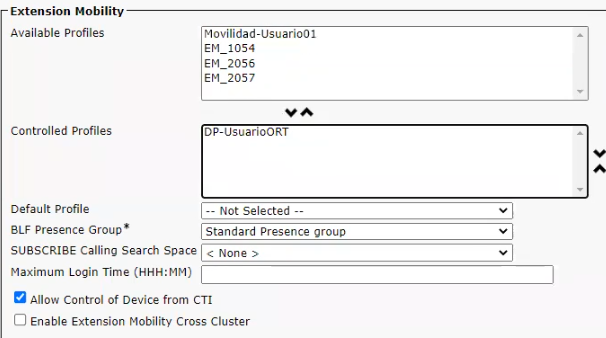 Extension Mobility
Available Profiles
Movilidad-Usuario01
EM_1054
EM_2056
EM_2057
Controlled Profiles
DP-UsuarioORT
Default Profile
-- Not Selected --
BLF Presence Group*
Standard Presence group
SUBSCRIBE Calling Search Space
< None >
Maximum Login Time (HHH:MM)
Allow Control of Device from CTI
Enable Extension Mobility Cross Cluster